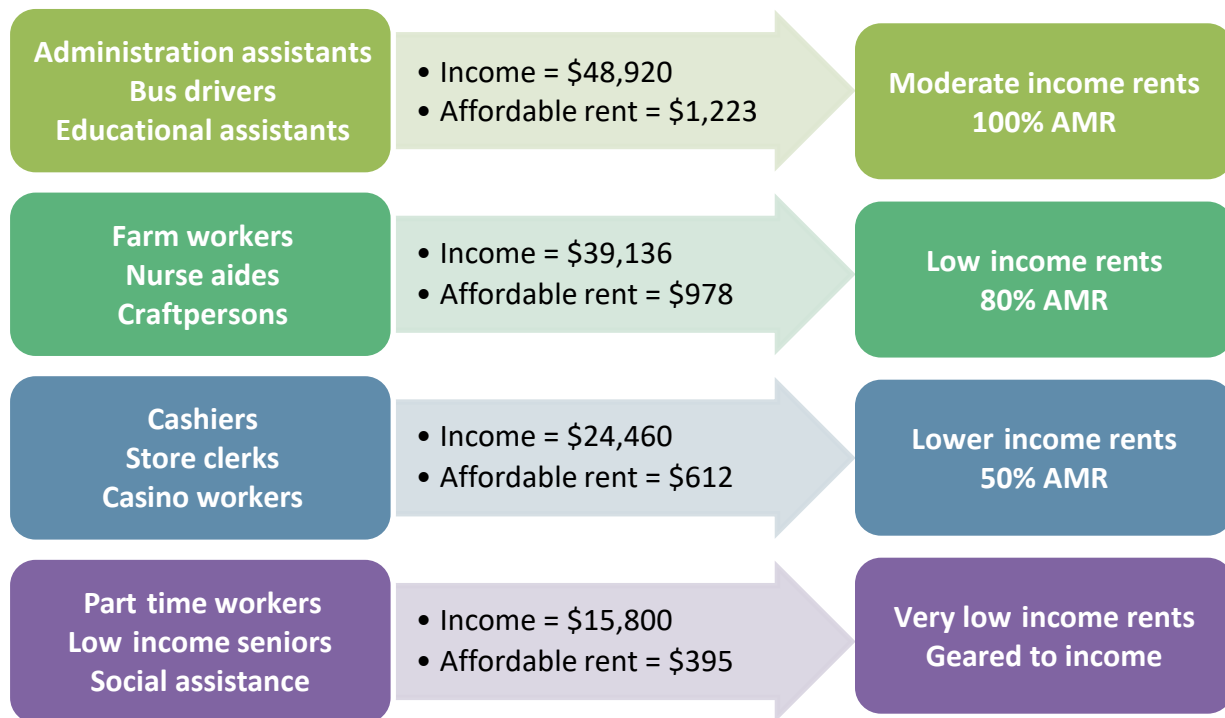 Administration assistants
Bus drivers
Educational assistants
• Income = $48,920
• Affordable rent = $1,223
Moderate income rents
100% AMR
Farm workers
Nurse aides
Craftpersons
• Income = $39,136
• Affordable rent = $978
Low income rents
80% AMR
Cashiers
Store clerks
Casino workers
• Income = $24,460
• Affordable rent = $612
Lower income rents
50% AMR
Part time workers
Low income seniors
Social assistance
• Income = $15,800
• Affordable rent = $395
Very low income rents
Geared to income